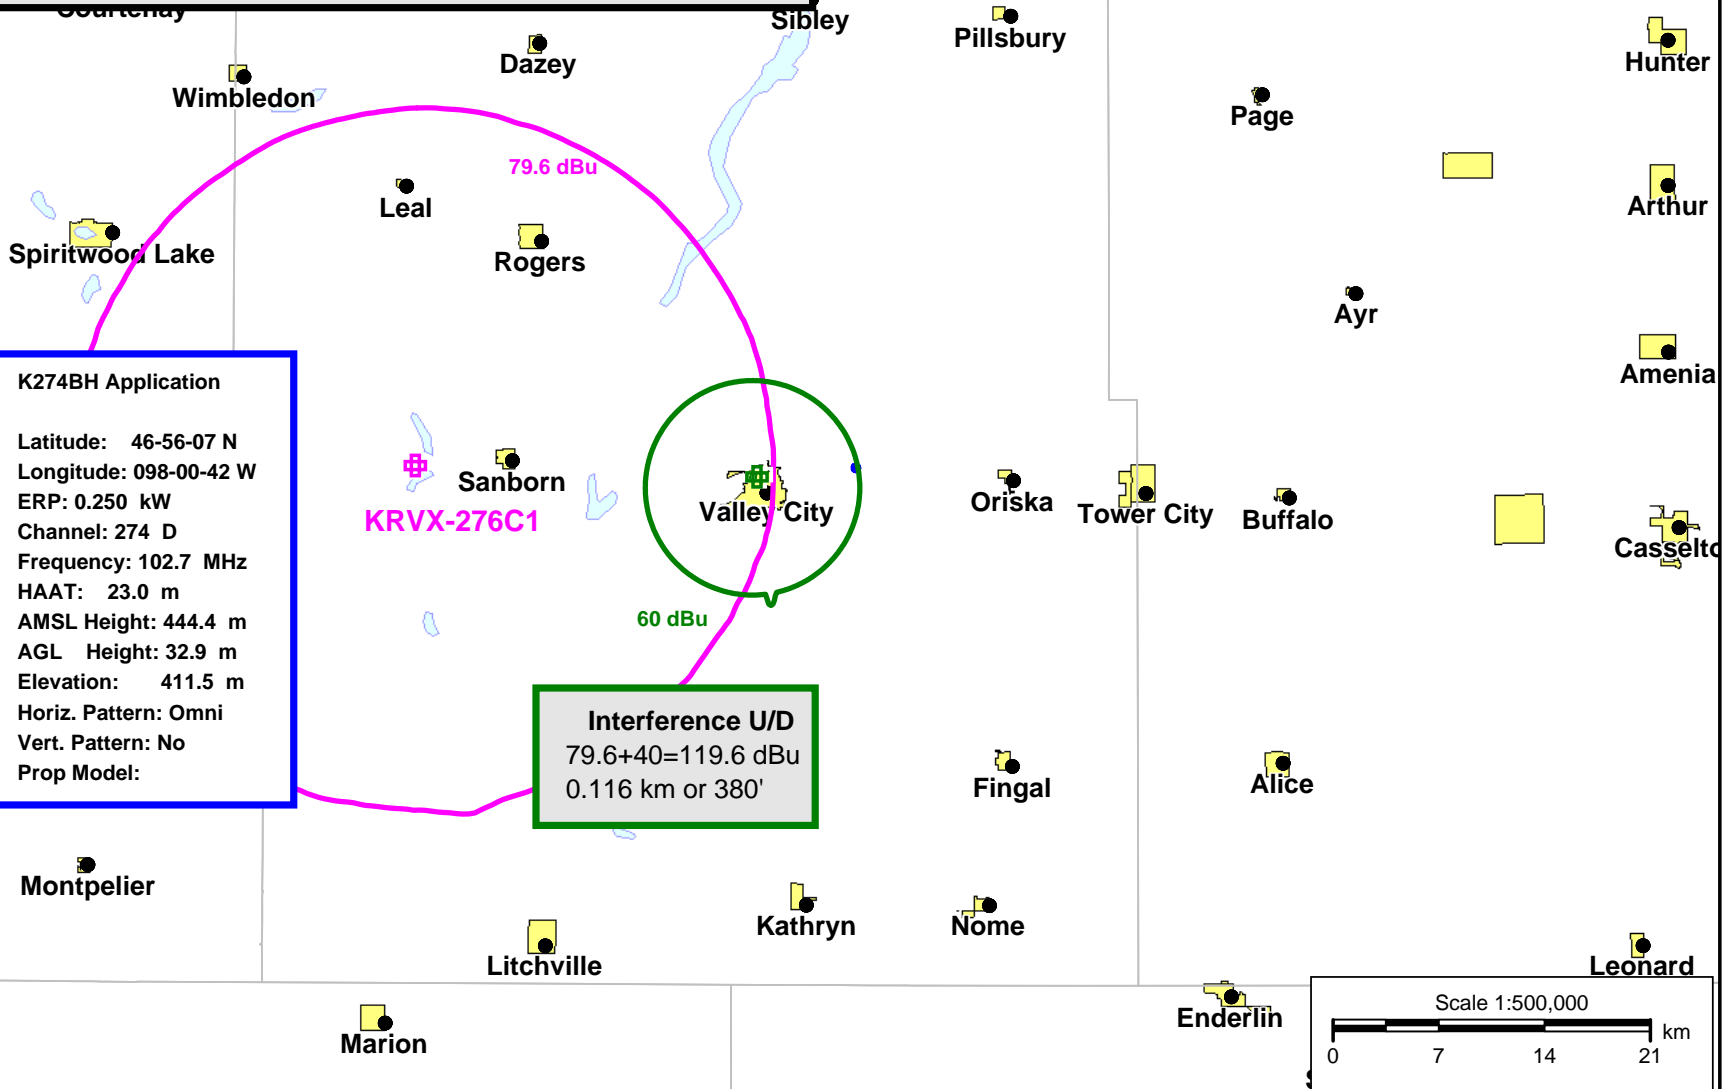 Courtenay
Sibley
Pillsbury
Hunter
Dazey
Wimbledon
Page
79.6 dBu
Leal
Arthur
Spiritwood Lake
Rogers
Ayr
Amenia
K274BH Application
Latitude: 46-56-07 N
Longitude: 098-00-42 W
ERP: 0.250 kW
Channel: 274 D
Frequency: 102.7 MHz
HAAT: 23.0 m
AMSL Height: 444.4 m
AGL Height: 32.9 m
Elevation: 411.5 m
Horiz. Pattern: Omni
Vert. Pattern: No
Prop Model:
Sanborn
KRVX-276C1
Valley City
Oriska
Tower City
Buffalo
Casselto
60 dBu
Interference U/D
79.6+40=119.6 dBu
0.116 km or 380'
Fingal
Alice
Montpelier
Kathryn
Nome
Litchville
Leonard
Enderlin
Marion
Scale 1:500,000
km
0 7 14 21